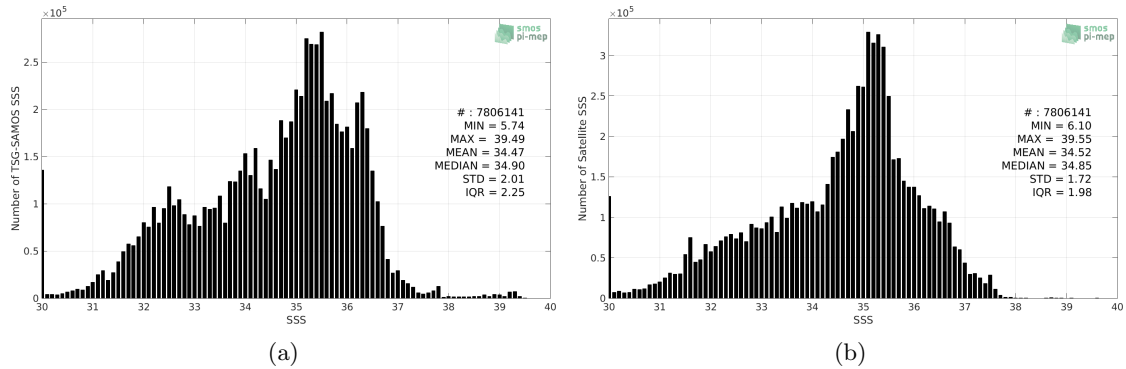 ×10^5
Number of TSG-SAMOS SSS
2.5
2
1.5
1
0.5
0
30 31 32 33 34 35 36 37 38 39 40
SSS
smos
pi-mep
# : 7806141
MIN = 5.74
MAX = 39.49
MEAN = 34.47
MEDIAN = 34.90
STD = 2.01
IQR = 2.25
(a)
×10^5
Number of Satellite SSS
3
2.5
2
1.5
1
0.5
0
30 31 32 33 34 35 36 37 38 39 40
SSS
smos
pi-mep
# : 7806141
MIN = 6.10
MAX = 39.55
MEAN = 34.52
MEDIAN = 34.85
STD = 1.72
IQR = 1.98
(b)